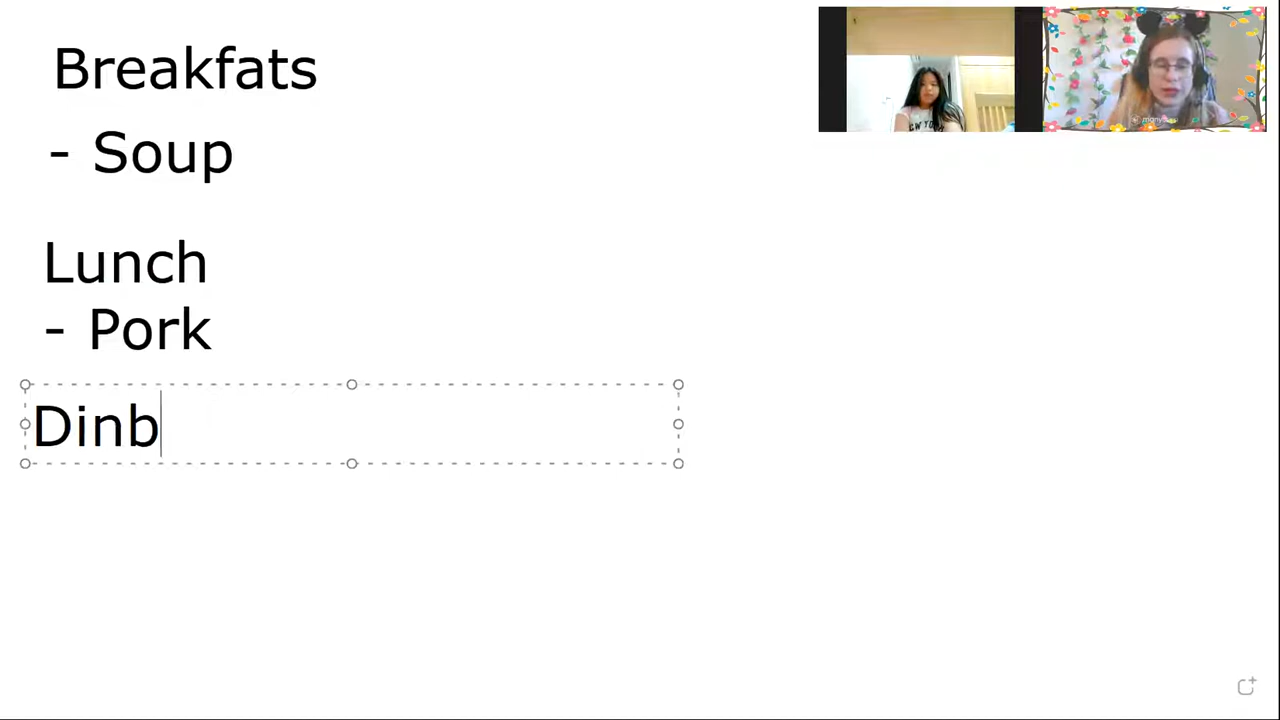 Breakfats
- Soup
Lunch
- Pork
Dinb